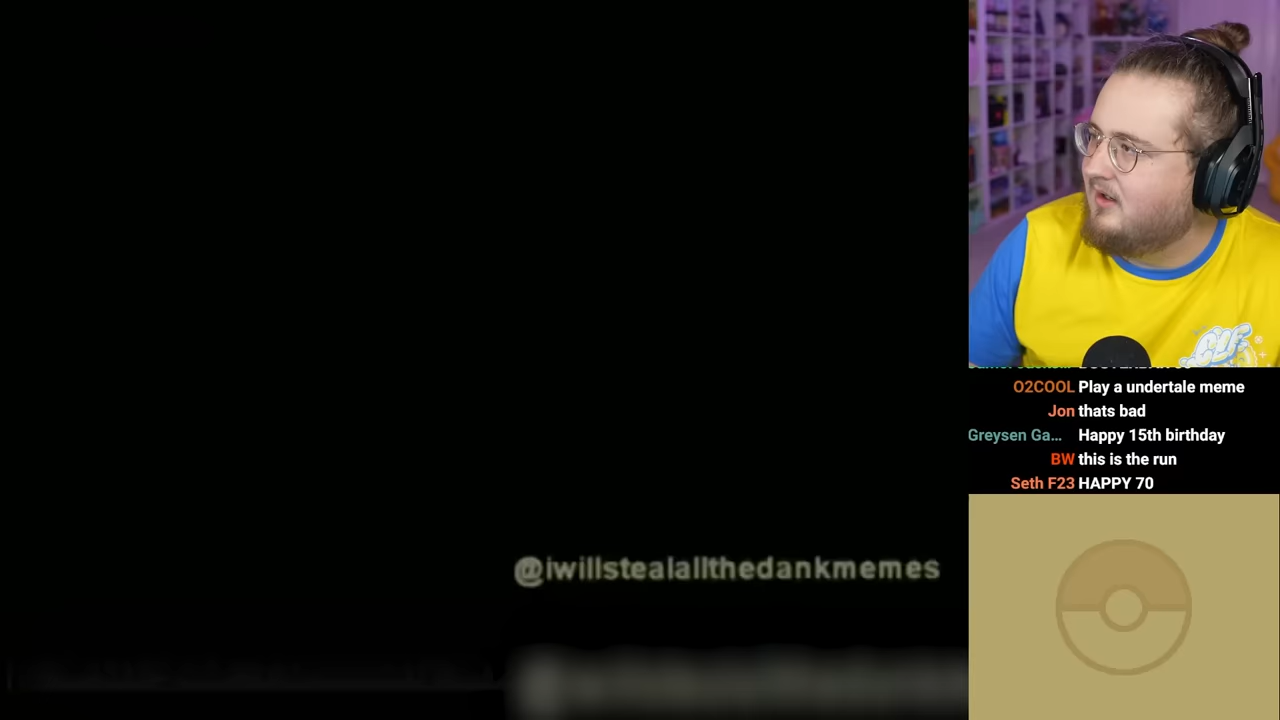 @iwillstealallthedankmemes
O2COOL Play a undertale meme
Jon thats bad
Greysen Ga... Happy 15th birthday
BW this is the run
Seth F23 HAPPY 70